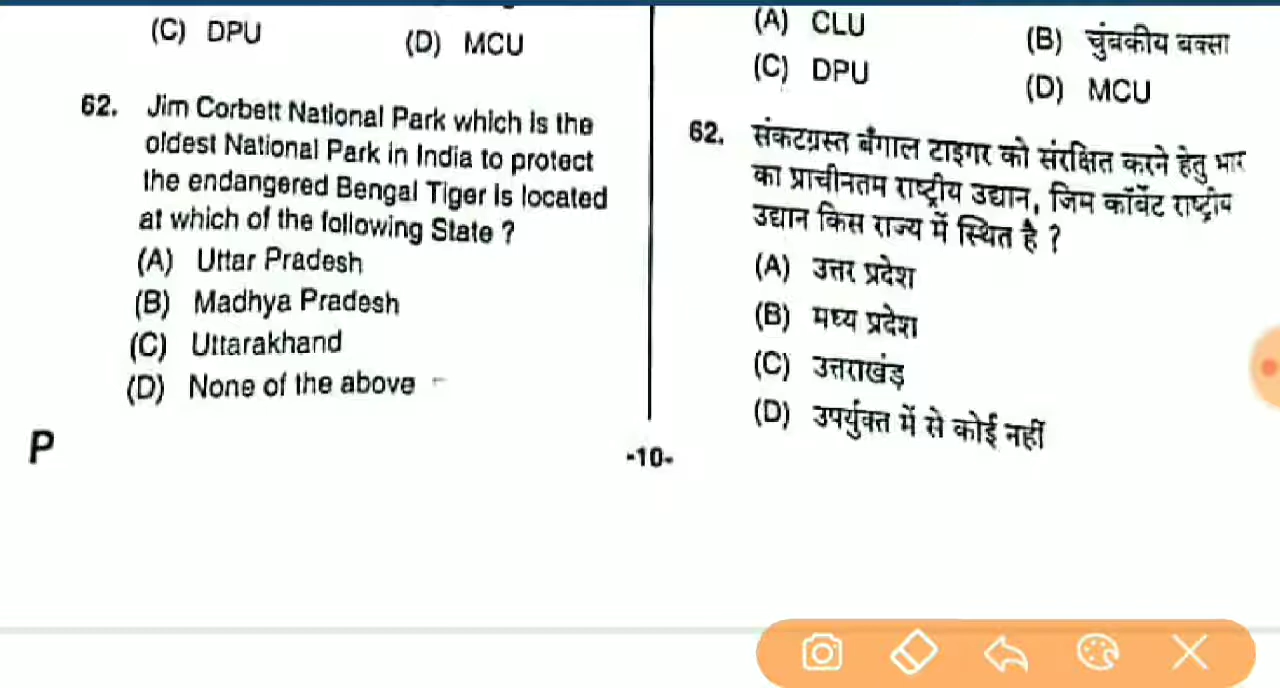 (C) DPU
(D) MCU
62. Jim Corbett National Park which is the
oldest National Park in India to protect
the endangered Bengal Tiger is located
at which of the following State ?
(A) Uttar Pradesh
(B) Madhya Pradesh
(C) Uttarakhand
(D) None of the above
P
(A) CLU
(B) चुंबकीय बक्सा
(C) DPU
(D) MCU
62. संकटग्रस्त बँगाल टाइगर को संरक्षित करने हेतु भार
का प्राचीनतम राष्ट्रीय उद्यान, जिम कॉर्बेट राष्ट्रीय
उद्यान किस राज्य में स्थित है ?
(A) उत्तर प्रदेश
(B) मध्य प्रदेश
(C) उत्तराखंड
(D) उपर्युक्त में से कोई नहीं
-10-